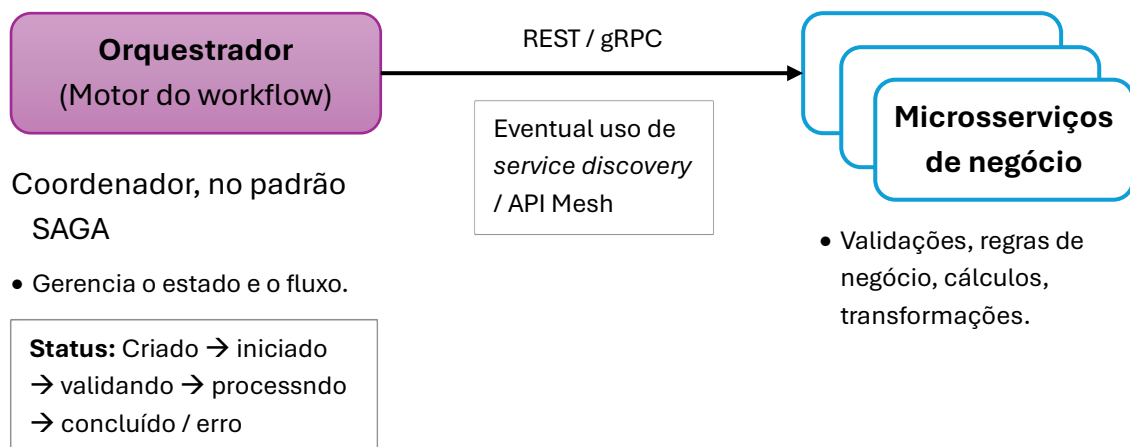 Orquestrador
(Motor do workflow)
REST / gRPC
Eventual uso de
service discovery
/ API Mesh
Microsserviços
de negócio
Coordenador, no padrão
SAGA
• Gerencia o estado e o fluxo.
Status: Criado → iniciado
→ validando → processndo
→ concluído / erro
• Validações, regras de
negócio, cálculos,
transformações.